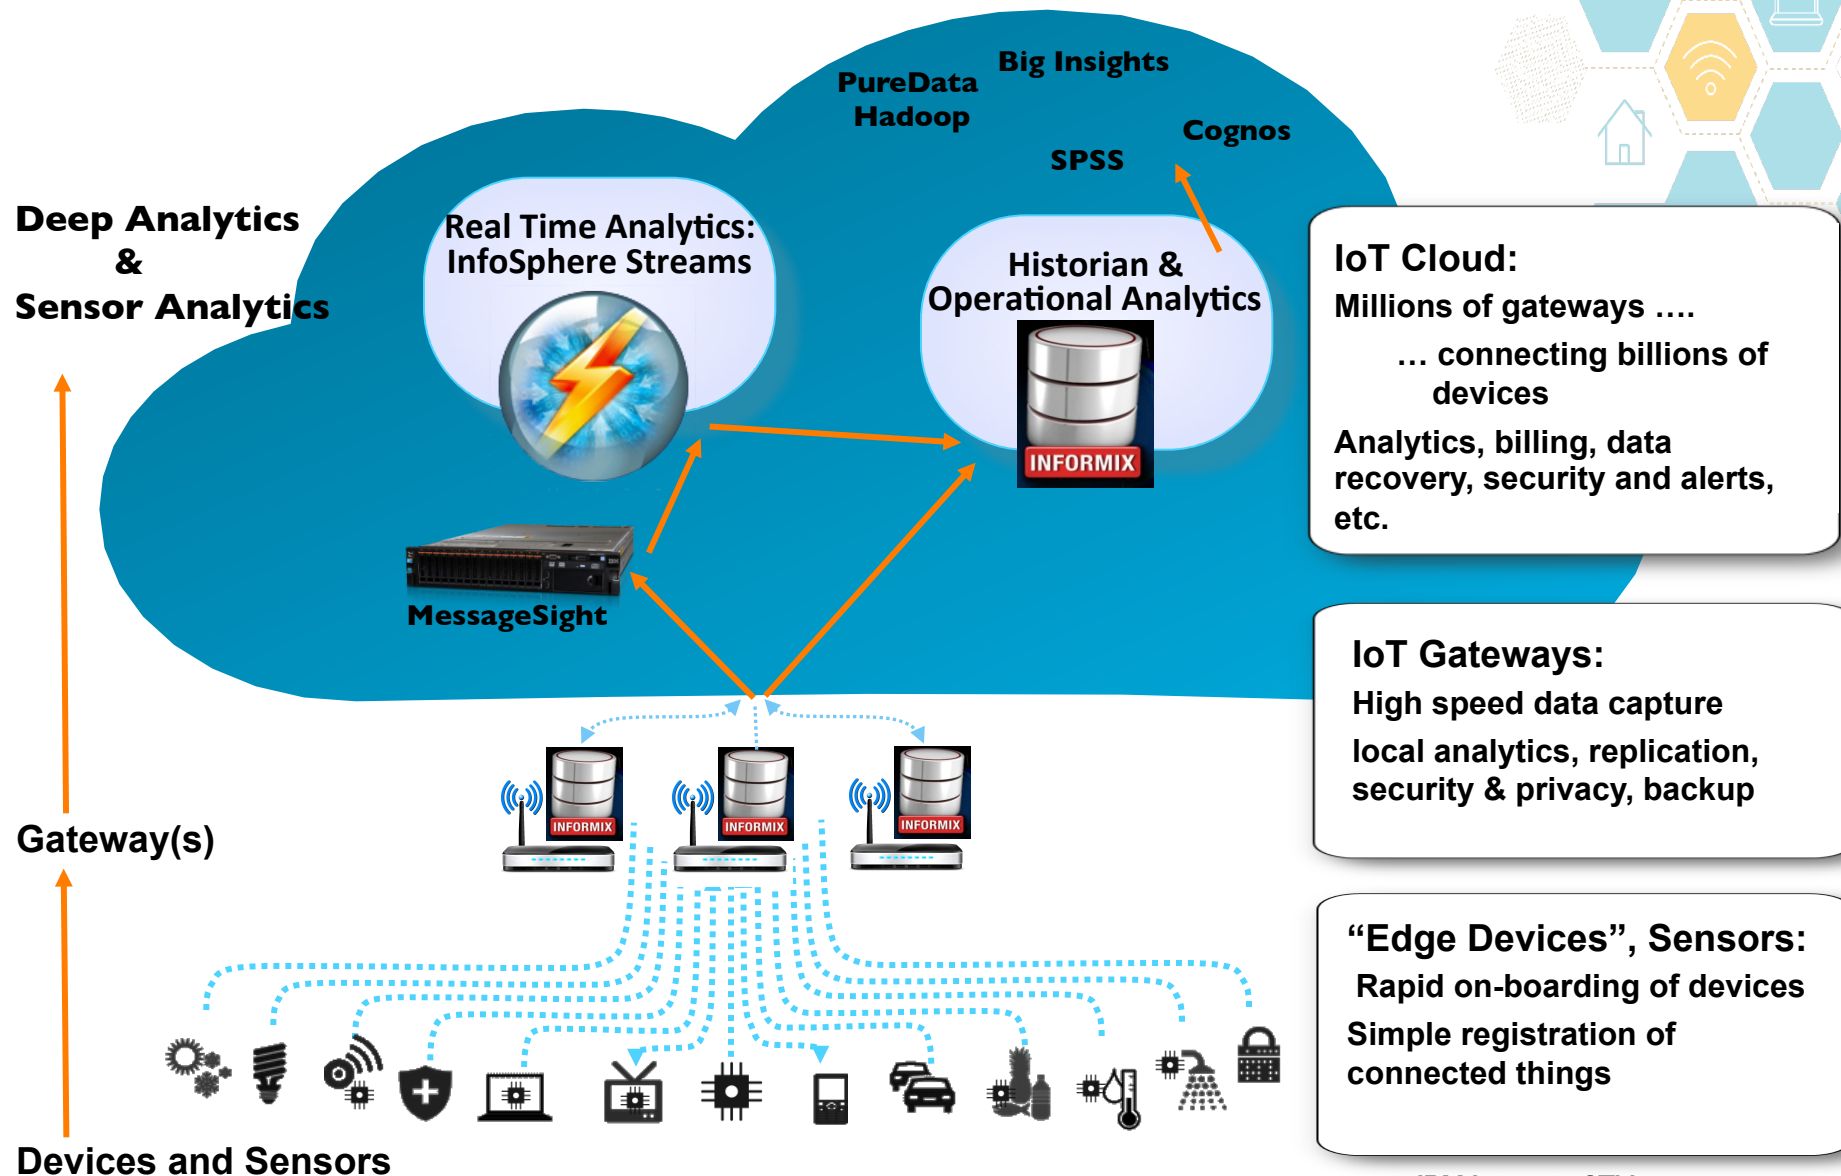 Big Insights
PureData
Hadoop
Cognos
SPSS
Deep Analytics
&
Sensor Analytics
Real Time Analytics:
InfoSphere Streams
Historian &
Operational Analytics
INFORMIX
MessageSight
IoT Cloud:
Millions of gateways ....
... connecting billions of
devices
Analytics, billing, data
recovery, security and alerts,
etc.
IoT Gateways:
High speed data capture
local analytics, replication,
security & privacy, backup
INFORMIX
INFORMIX
INFORMIX
Gateway(s)
“Edge Devices”, Sensors:
Rapid on-boarding of devices
Simple registration of
connected things
Devices and Sensors